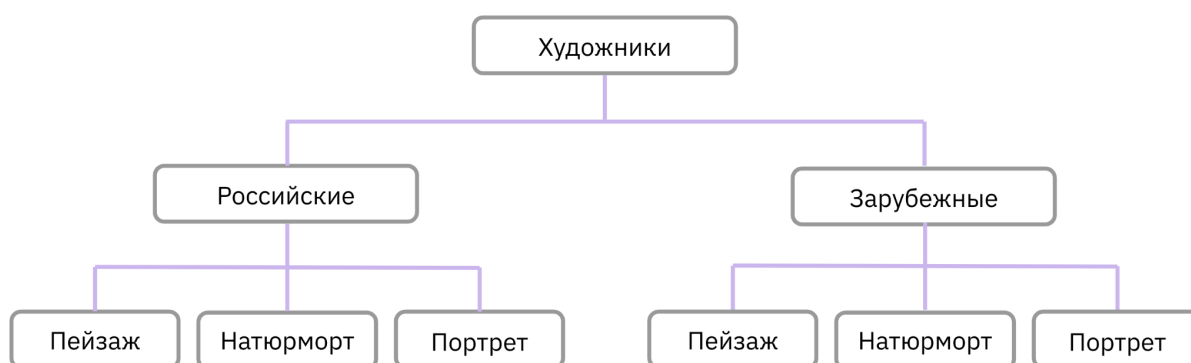 Художники
Российские
Зарубежные
Пейзаж
Натюрморт
Портрет
Пейзаж
Натюрморт
Портрет